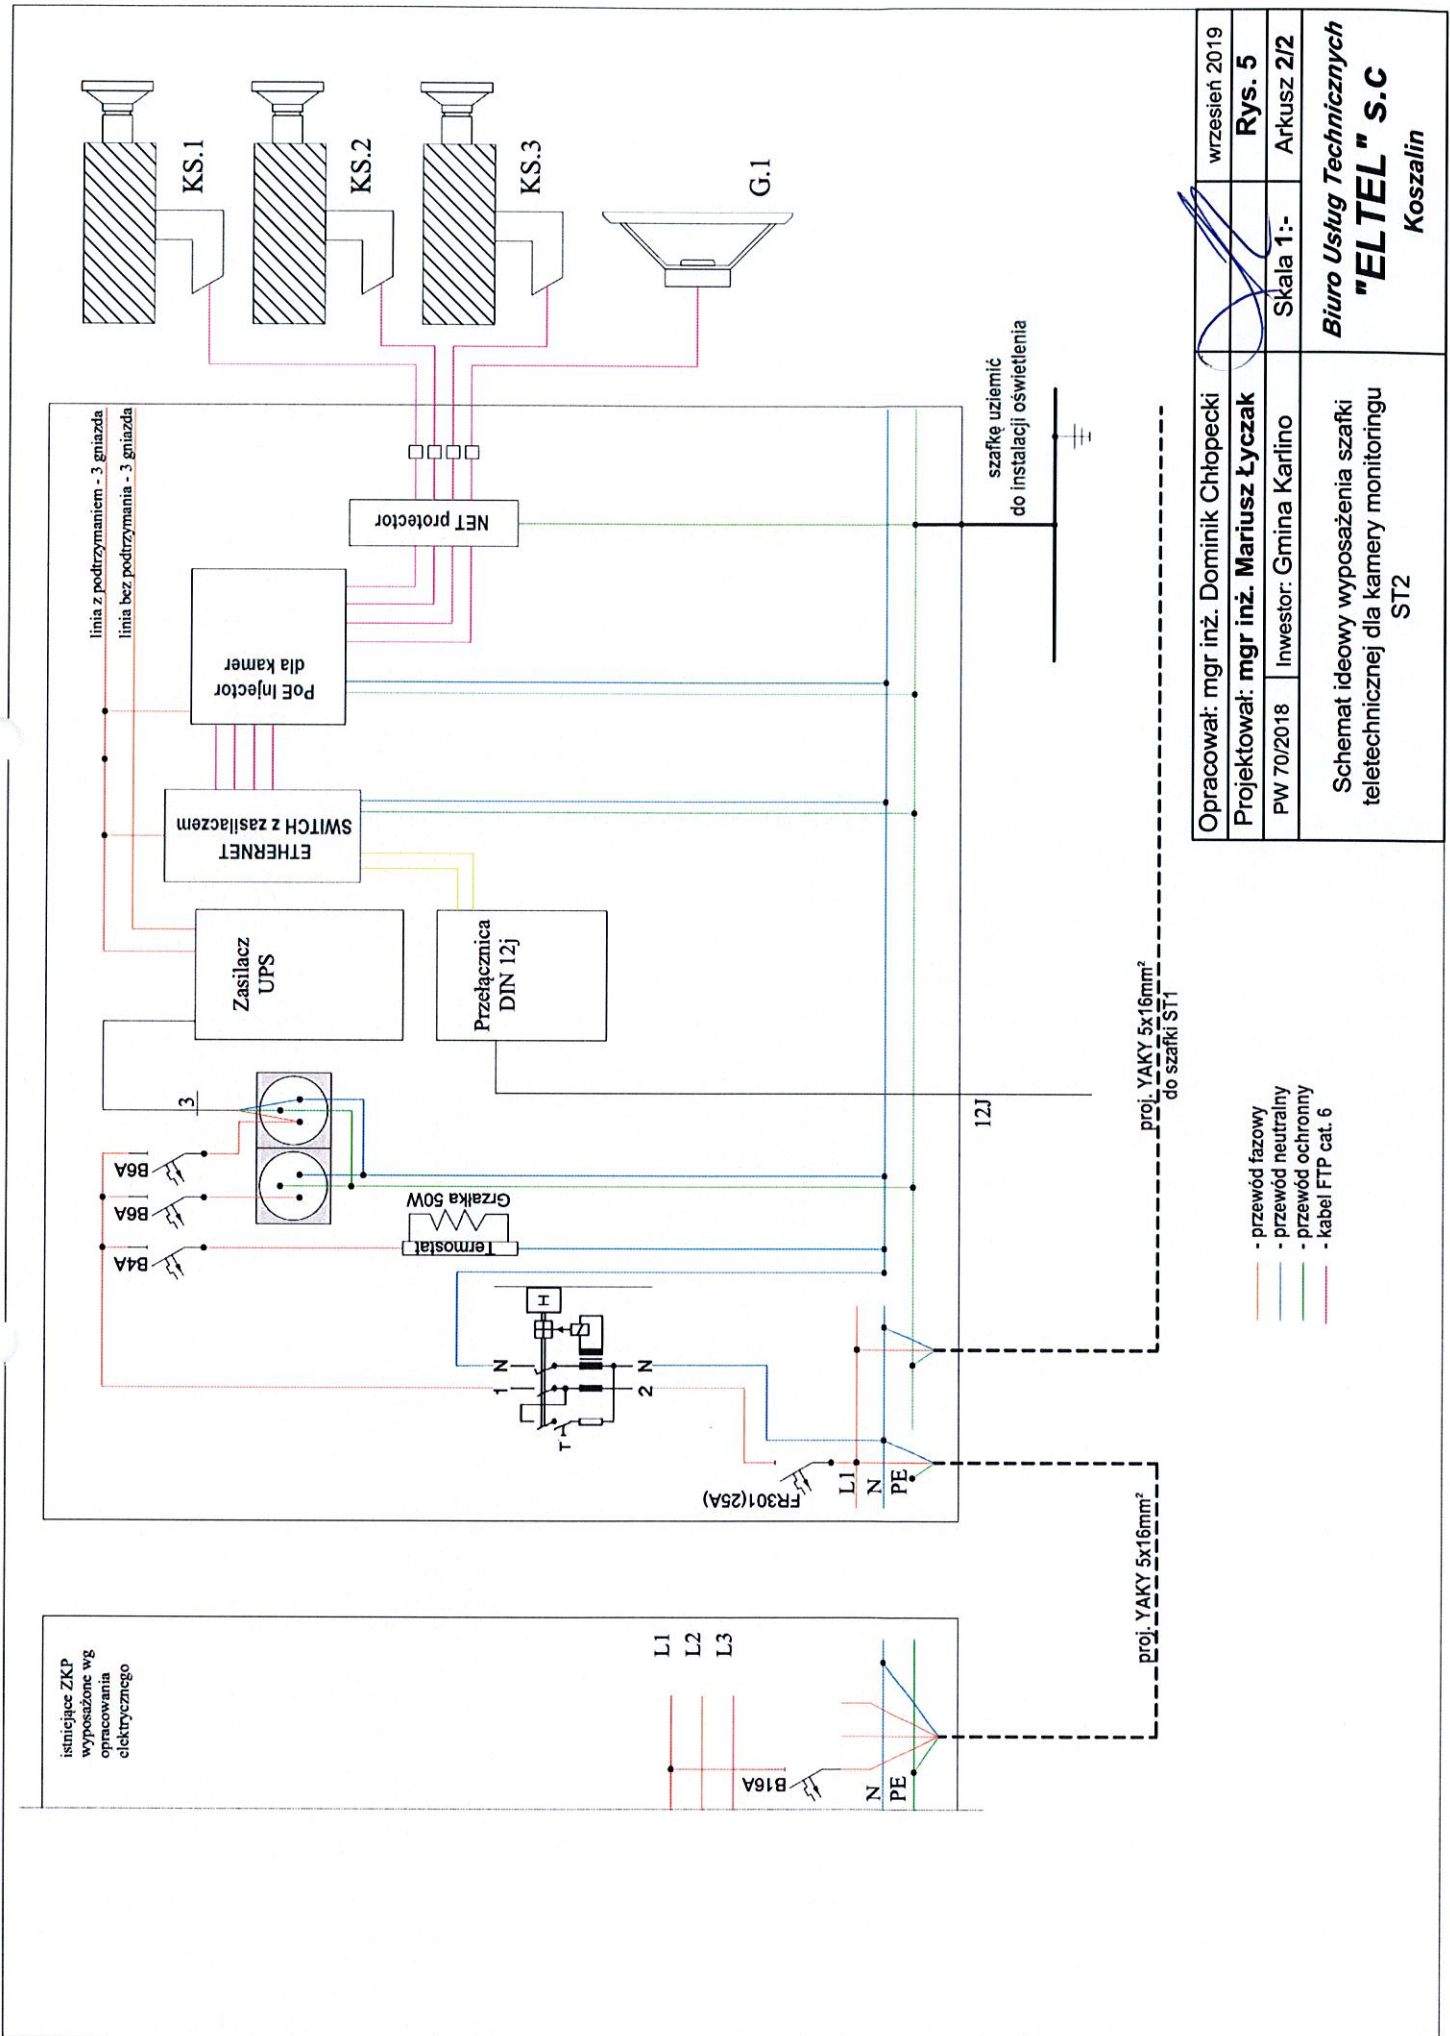 istniejące ZKP
wyposażone wg
opracowania
elektrycznego
L1
L2
L3
B16A
N
PE
proj. YAKY 5x16mm²
FR301(25A)
L1
N
PE
1
N
2
N
T
H
B4A
B6A
B6A
3
Termostat
Grzałka 50W
Zasilacz
UPS
Przełącznica
DIN 12j
12J
ETHERNET
SWITCH z zasilaczem
PoE Injector
dla kamer
NET protector
linia z podtrzymaniem - 3 gniazda
linia bez podtrzymania - 3 gniazda
KS.1
KS.2
KS.3
G.1
szafkę uziemić
do instalacji oświetlenia
proj. YAKY 5x16mm²
do szafki ST1
- przewód fazowy
- przewód neutralny
- przewód ochronny
- kabel FTP cat. 6
Opracował: mgr inż. Dominik Chłopecki
wrzesień 2019
Projektował: mgr inż. Mariusz Łyczak
Rys. 5
PW 70/2018
Inwestor: Gmina Karlino
Skala 1:-
Arkusz 2/2
Schemat ideowy wyposażenia szafki
teletechnicznej dla kamery monitoringu
ST2
Biuro Usług Technicznych
"ELTEL" s.c
Koszalin